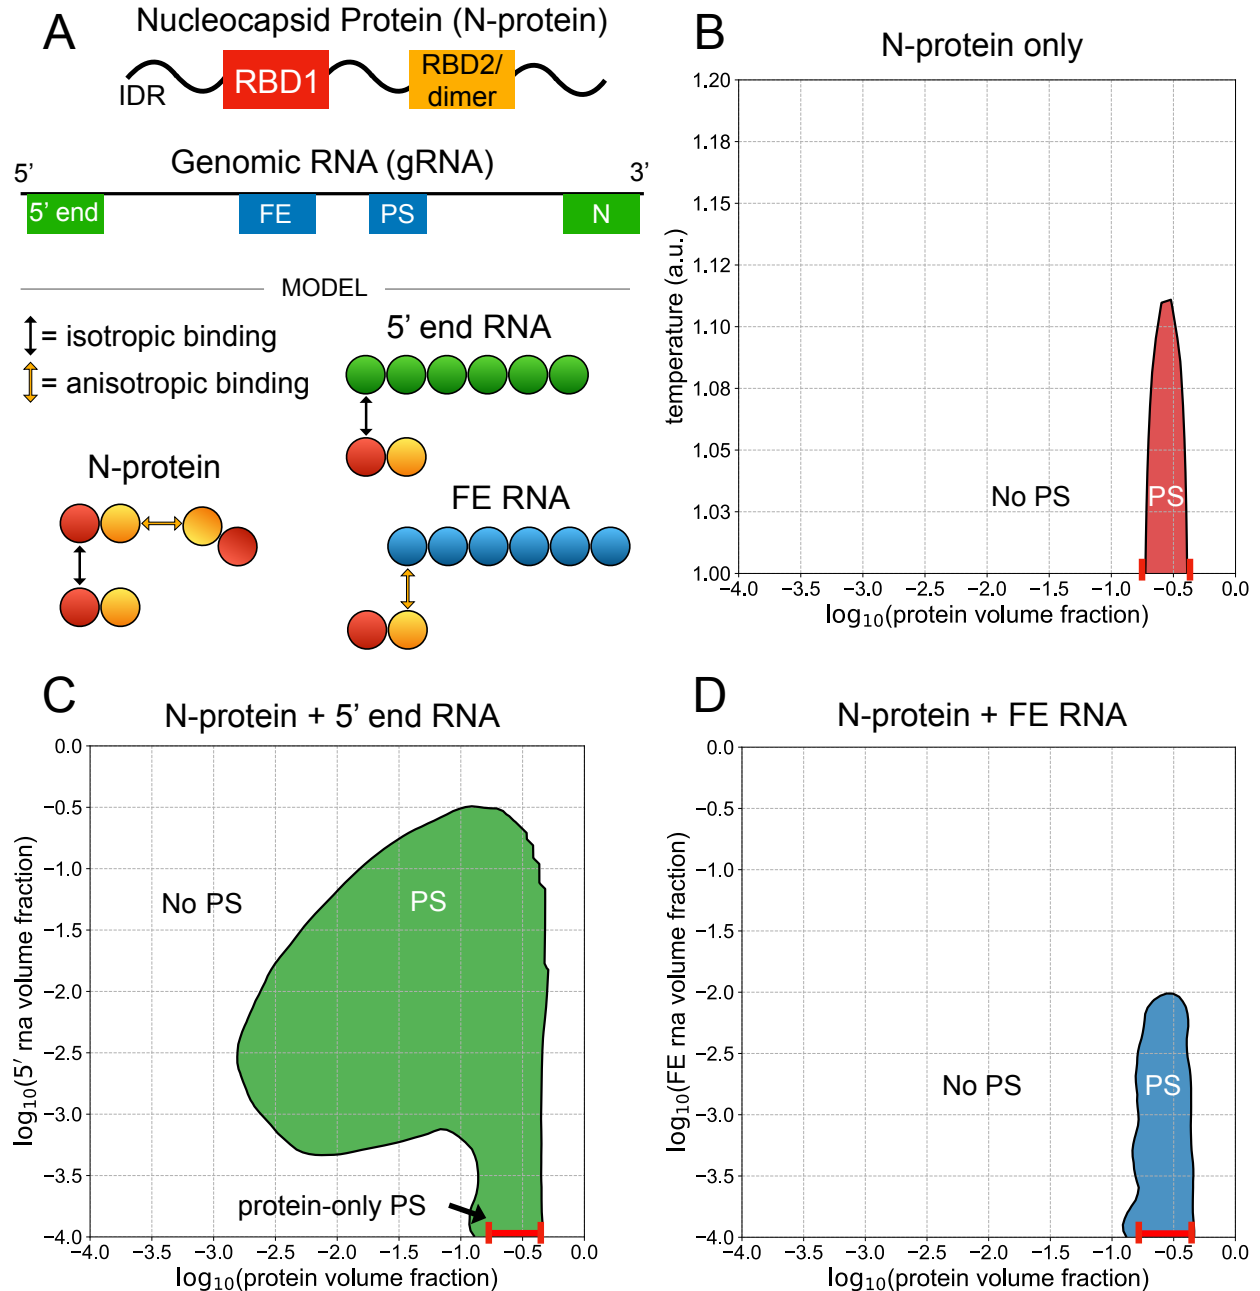 A
Nucleocapsid Protein (N-protein)
IDR
RBD1
RBD2/
dimer
Genomic RNA (gRNA)
5’
3’
5’ end
FE
PS
N
MODEL
= isotropic binding
= anisotropic binding
5’ end RNA
N-protein
FE RNA
B
N-protein only
temperature (a.u.)
1.20
1.18
1.15
1.12
1.10
1.08
1.05
1.03
1.00
No PS
PS
−4.0 −3.5 −3.0 −2.5 −2.0 −1.5 −1.0 −0.5 0.0
log₁₀(protein volume fraction)
C
N-protein + 5’ end RNA
log₁₀(5′ rna volume fraction)
0.0
−0.5
−1.0
−1.5
−2.0
−2.5
−3.0
−3.5
−4.0
No PS
PS
protein-only PS
−4.0 −3.5 −3.0 −2.5 −2.0 −1.5 −1.0 −0.5 0.0
log₁₀(protein volume fraction)
D
N-protein + FE RNA
log₁₀(FE rna volume fraction)
0.0
−0.5
−1.0
−1.5
−2.0
−2.5
−3.0
−3.5
−4.0
No PS
PS
−4.0 −3.5 −3.0 −2.5 −2.0 −1.5 −1.0 −0.5 0.0
log₁₀(protein volume fraction)